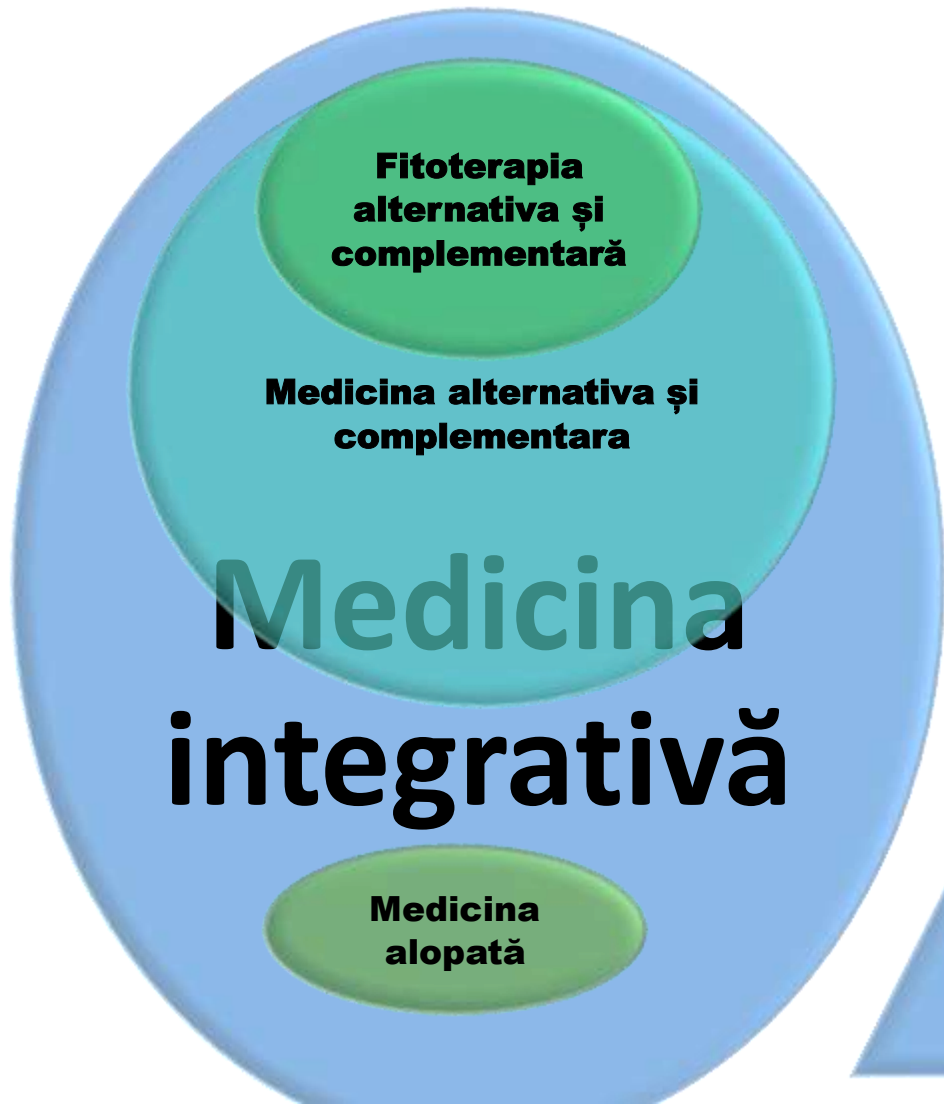 Fitoterapia
alternativa și
complementară
Medicina alternativa și
complementara
Medicina
integrativă
Medicina
alopată